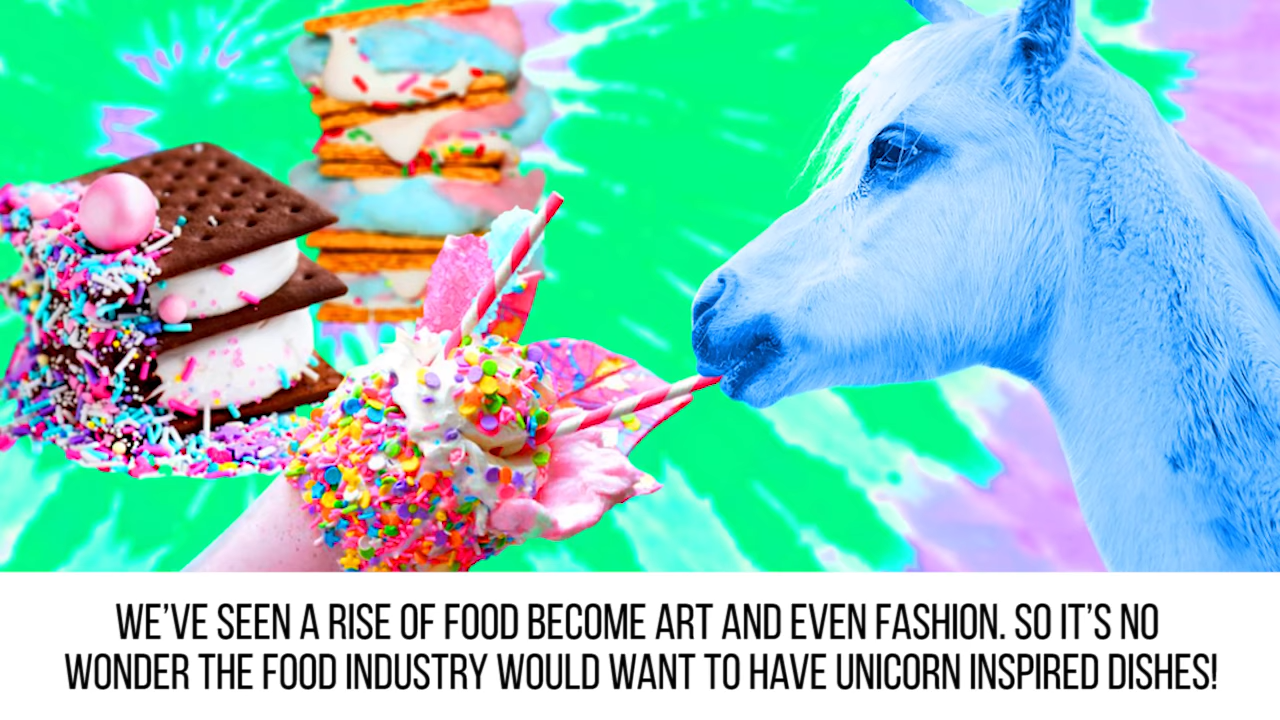 WE'VE SEEN A RISE OF FOOD BECOME ART AND EVEN FASHION. SO IT'S NO
WONDER THE FOOD INDUSTRY WOULD WANT TO HAVE UNICORN INSPIRED DISHES!